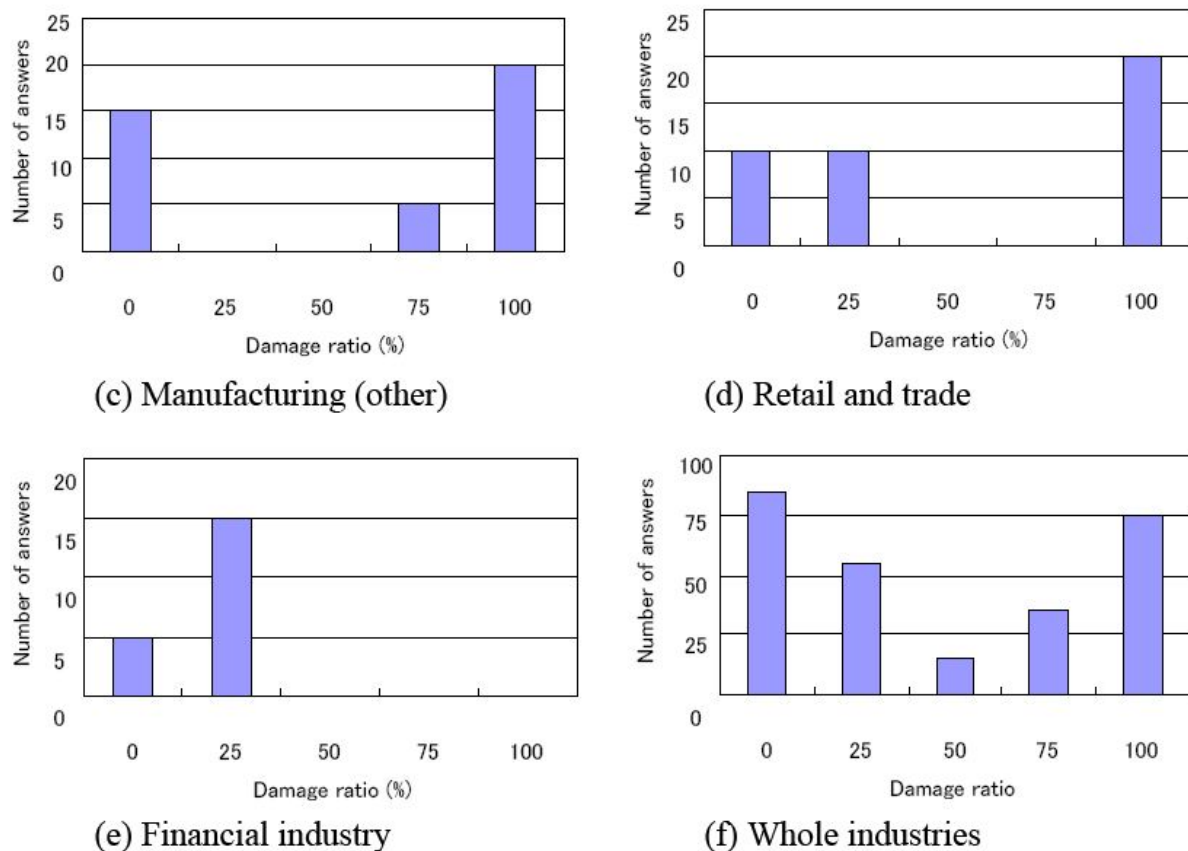 Number of answers
25
20
15
10
5
0
0 25 50 75 100
Damage ratio (%)
(c) Manufacturing (other)
Number of answers
25
20
15
10
5
0
0 25 50 75 100
Damage ratio (%)
(d) Retail and trade
Number of answers
20
15
10
5
0
0 25 50 75 100
Damage ratio (%)
(e) Financial industry
Number of answers
100
75
50
25
0
0 25 50 75 100
Damage ratio
(f) Whole industries